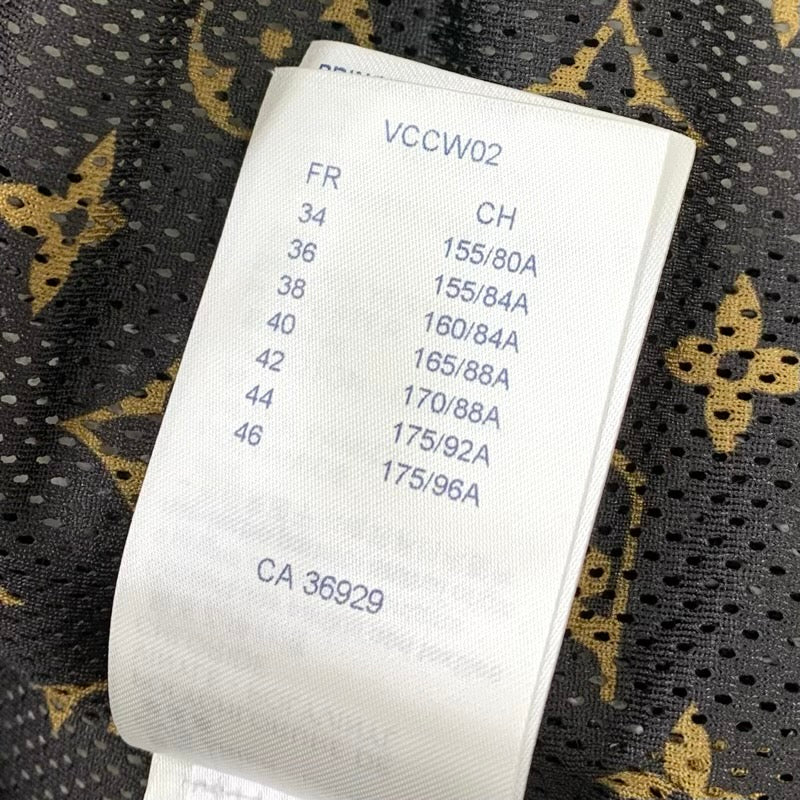 VCCW02
FR CH
34 155/80A
36 155/84A
38 160/84A
40 165/88A
42 170/88A
44 175/92A
46 175/96A
CA 36929